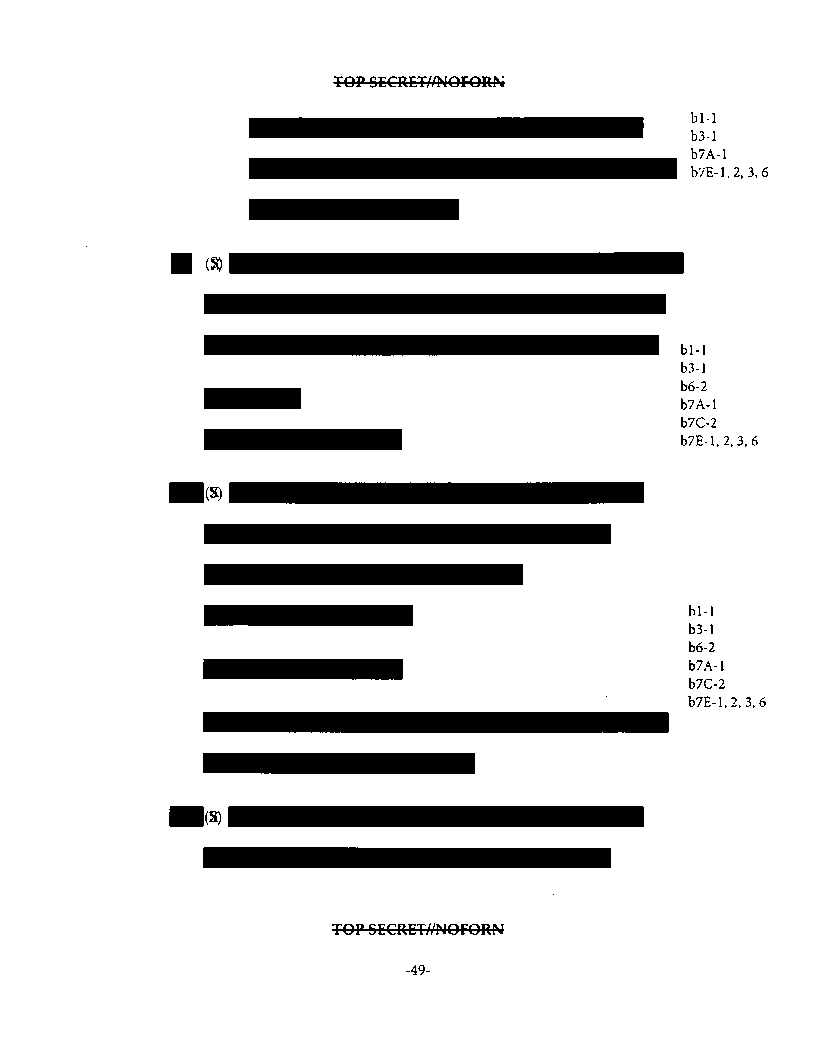 TOP SECRET//NOFORN
b1-1
b3-1
b7A-1
b7E-1, 2, 3, 6
(S)
b1-1
b3-1
b6-2
b7A-1
b7C-2
b7E-1, 2, 3, 6
(S)
b1-1
b3-1
b6-2
b7A-1
b7C-2
b7E-1, 2, 3, 6
(S)
TOP SECRET//NOFORN
-49-